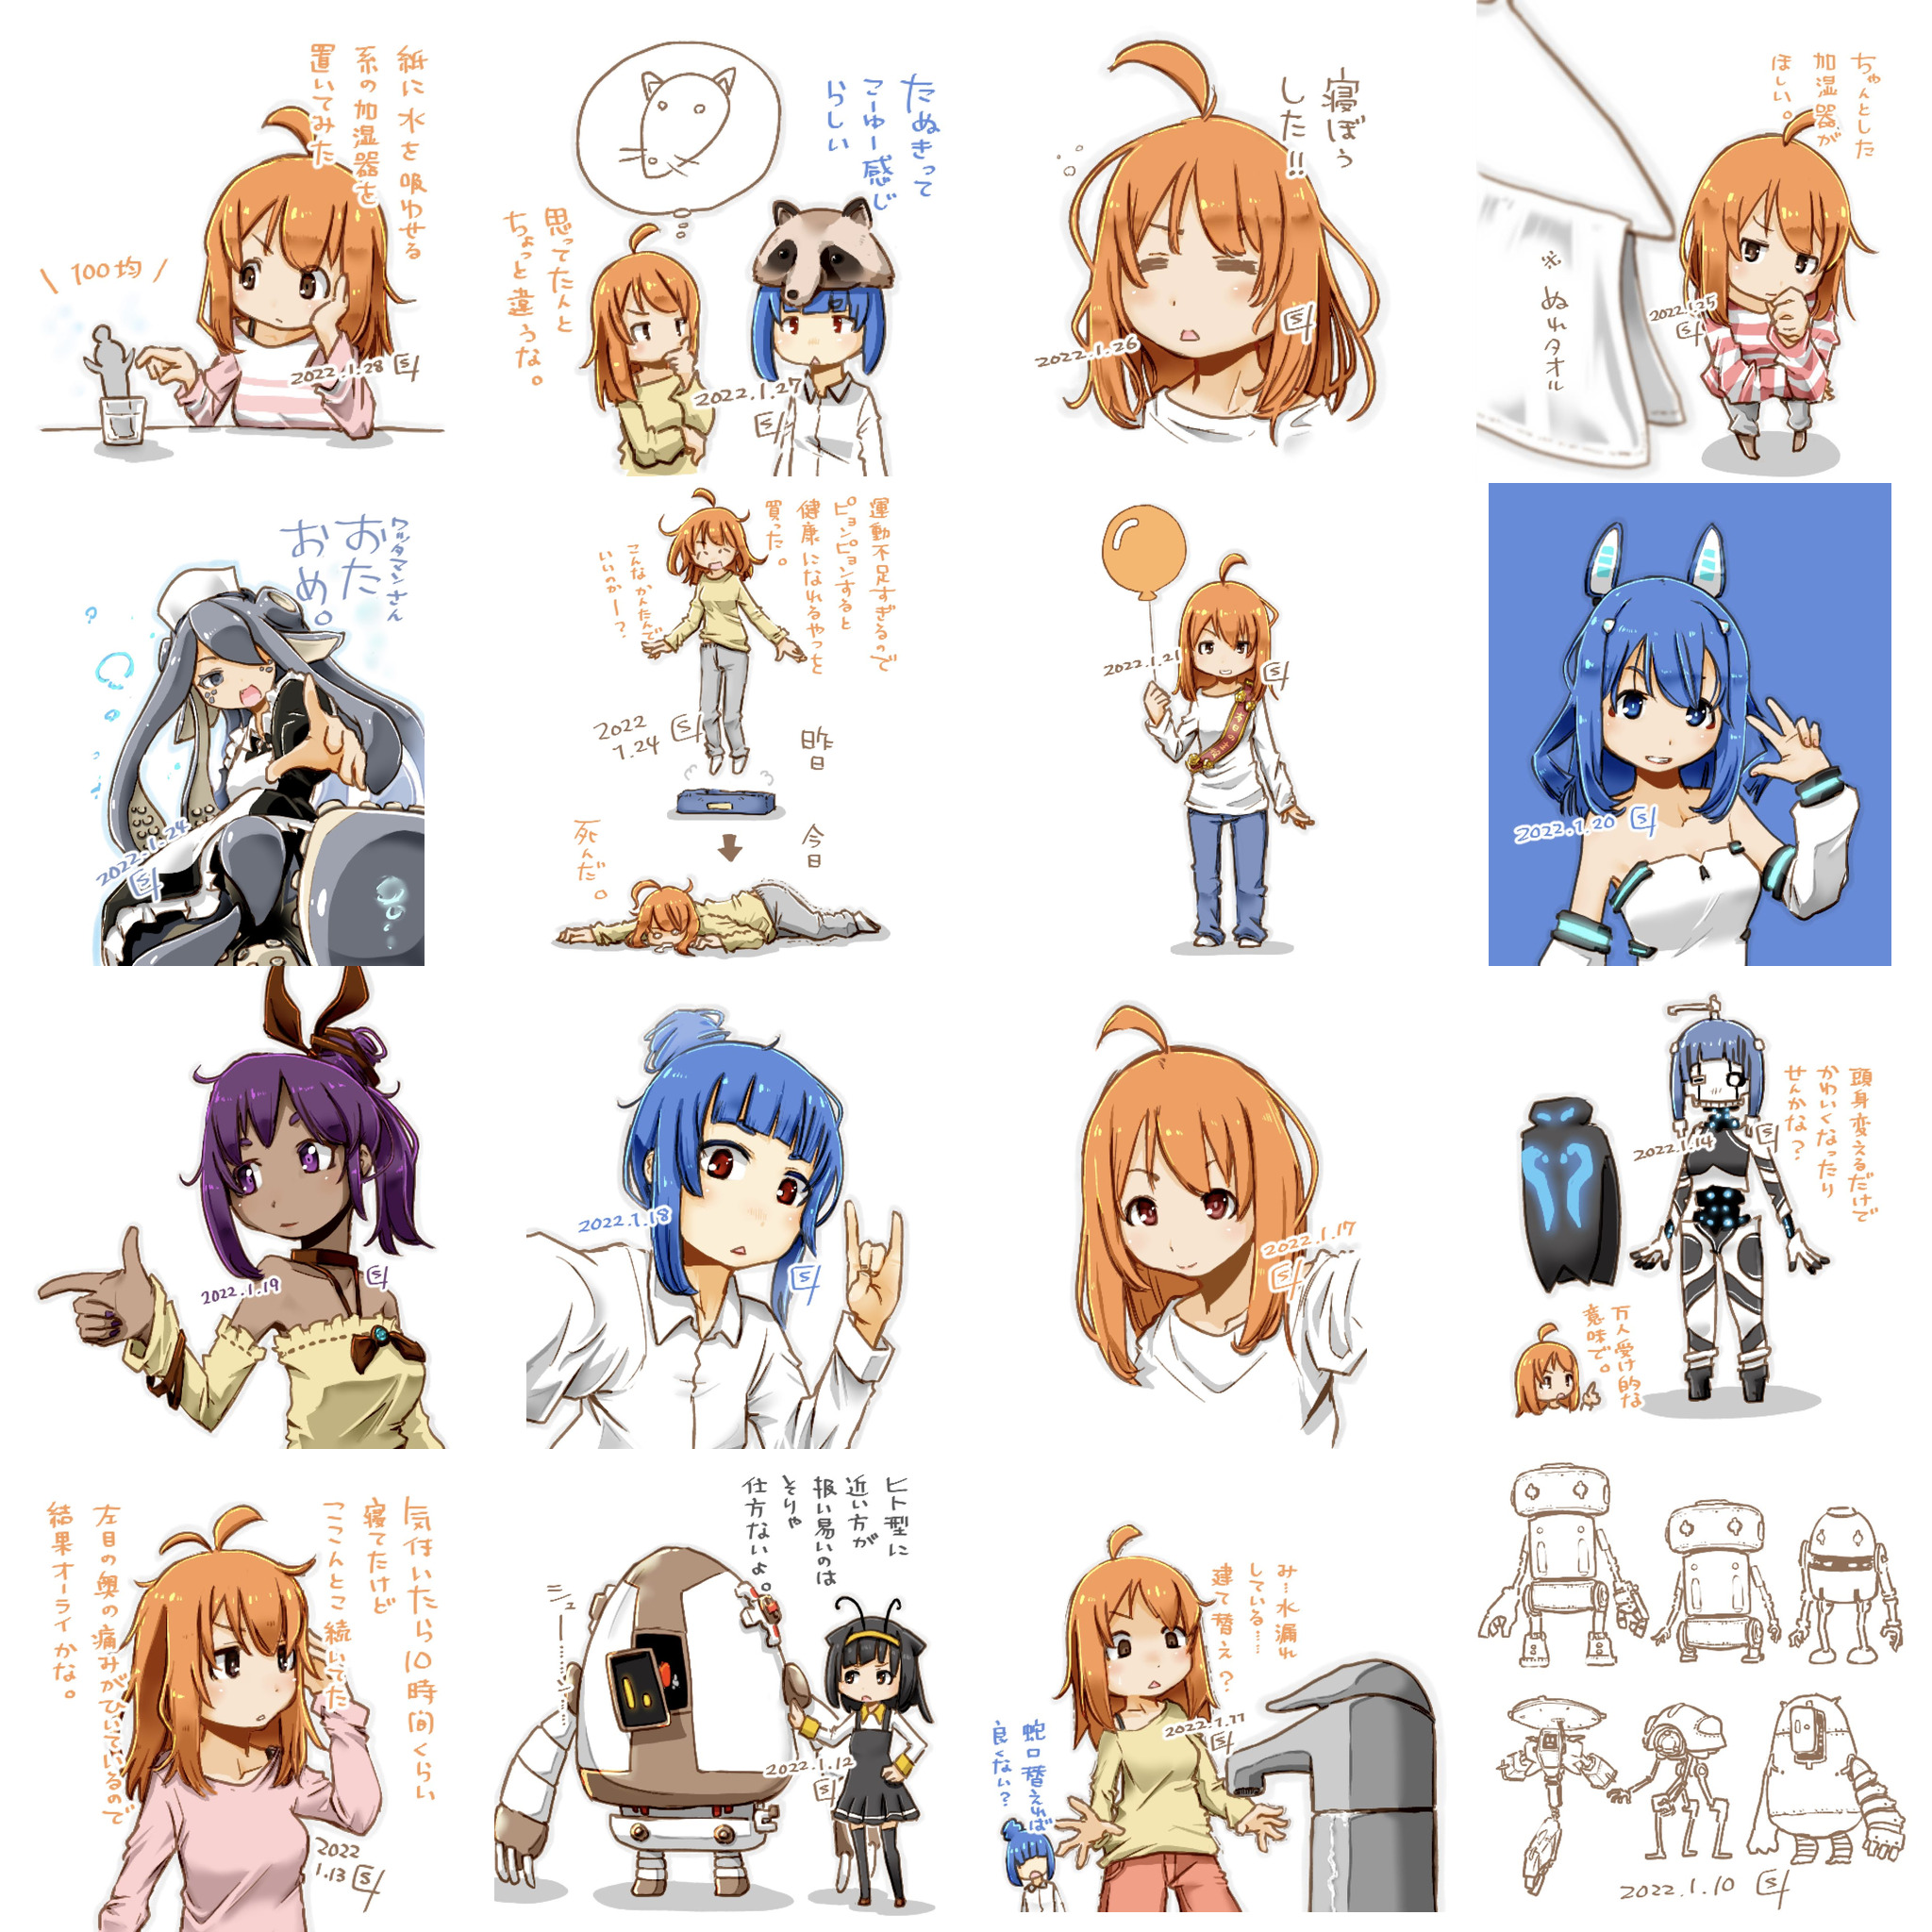 紙に水を吸わせる
系の加湿器を
置いてみた
100均
2022.1.28
たぬきって
こーゆー感じ
らしい
思ってたんと
ちょっと違うな。
2022.1.27
寝ぼう
した!!
2022.1.26
ちゃんとした
加湿器が
ほしい。
※ ぬれタオル
2022.1.25
ワッタマンさん
おた
おめ。
2022.1.24
運動不足すぎるので
ピョンピョンすると
健康になれるやつを
買った。
こんなかんたんで
いいのかー?
2022
1.24
昨日
今日
死んだ。
2022.1.21
2022.1.20
2022.1.19
2022.1.18
2022.1.17
頭身変えるだけで
かわいくなったり
せんかな?
2022.1.14
万人受け的な
意味で。
気付いたら10時間くらい
寝てたけど
ここんとこ続いてた
左目の奥の痛みがひいているので
結果オーライかな。
2022
1.13
ヒト型に
近い方が
扱い易いのは
そりゃ
仕方ないよ。
2022.1.12
み…水漏れ
している……
建て替え?
2022.1.11
蛇口替えれば
良くない?
2022.1.10